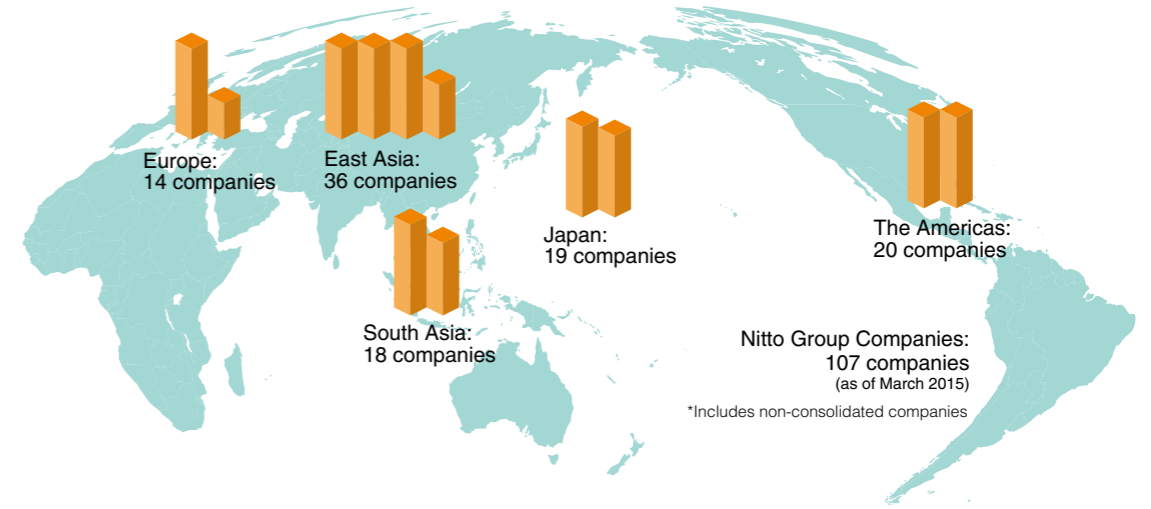 Europe:
14 companies
East Asia:
36 companies
Japan:
19 companies
The Americas:
20 companies
South Asia:
18 companies
Nitto Group Companies:
107 companies
(as of March 2015)
*Includes non-consolidated companies